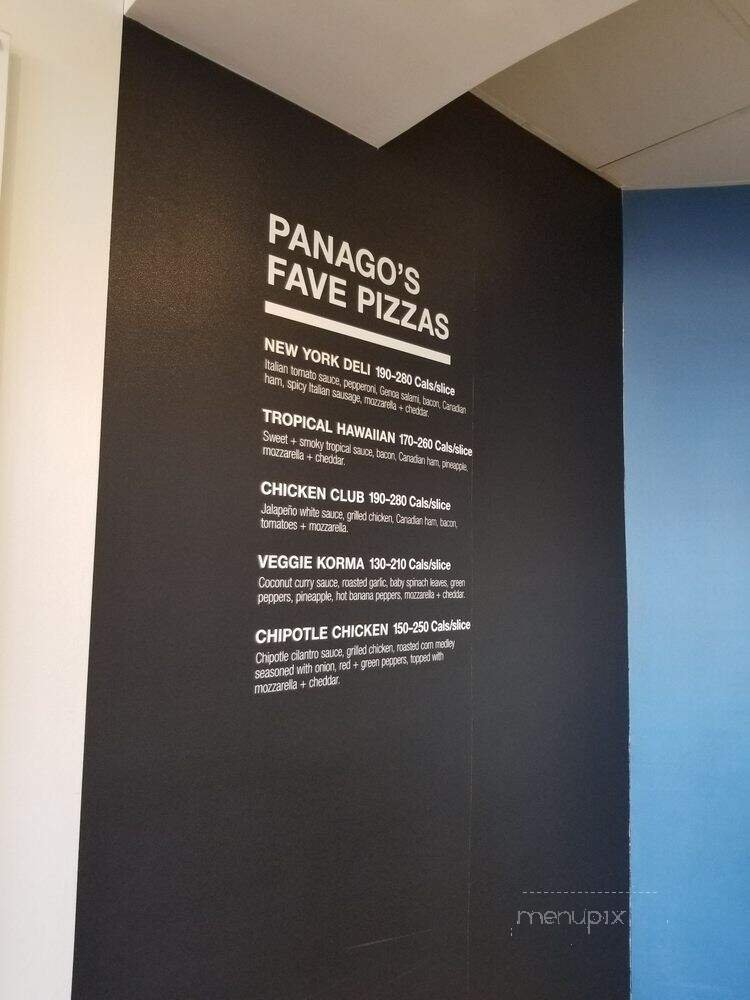 PANAGO'S
FAVE PIZZAS
NEW YORK DELI 190-280 Cals/slice
Italian tomato sauce, pepperoni, Genoa salami, bacon, Canadian
ham, spicy Italian sausage, mozzarella + cheddar.
TROPICAL HAWAIIAN 170-260 Cals/slice
Sweet + smoky tropical sauce, bacon, Canadian ham, pineapple,
mozzarella + cheddar.
CHICKEN CLUB 190-280 Cals/slice
Jalapeño white sauce, grilled chicken, Canadian ham, bacon,
tomatoes + mozzarella.
VEGGIE KORMA 130-210 Cals/slice
Coconut curry sauce, roasted garlic, baby spinach leaves, green
peppers, pineapple, hot banana peppers, mozzarella + cheddar.
CHIPOTLE CHICKEN 150-250 Cals/slice
Chipotle cilantro sauce, grilled chicken, roasted corn medley
seasoned with onion, red + green peppers, topped with
mozzarella + cheddar.
menupix